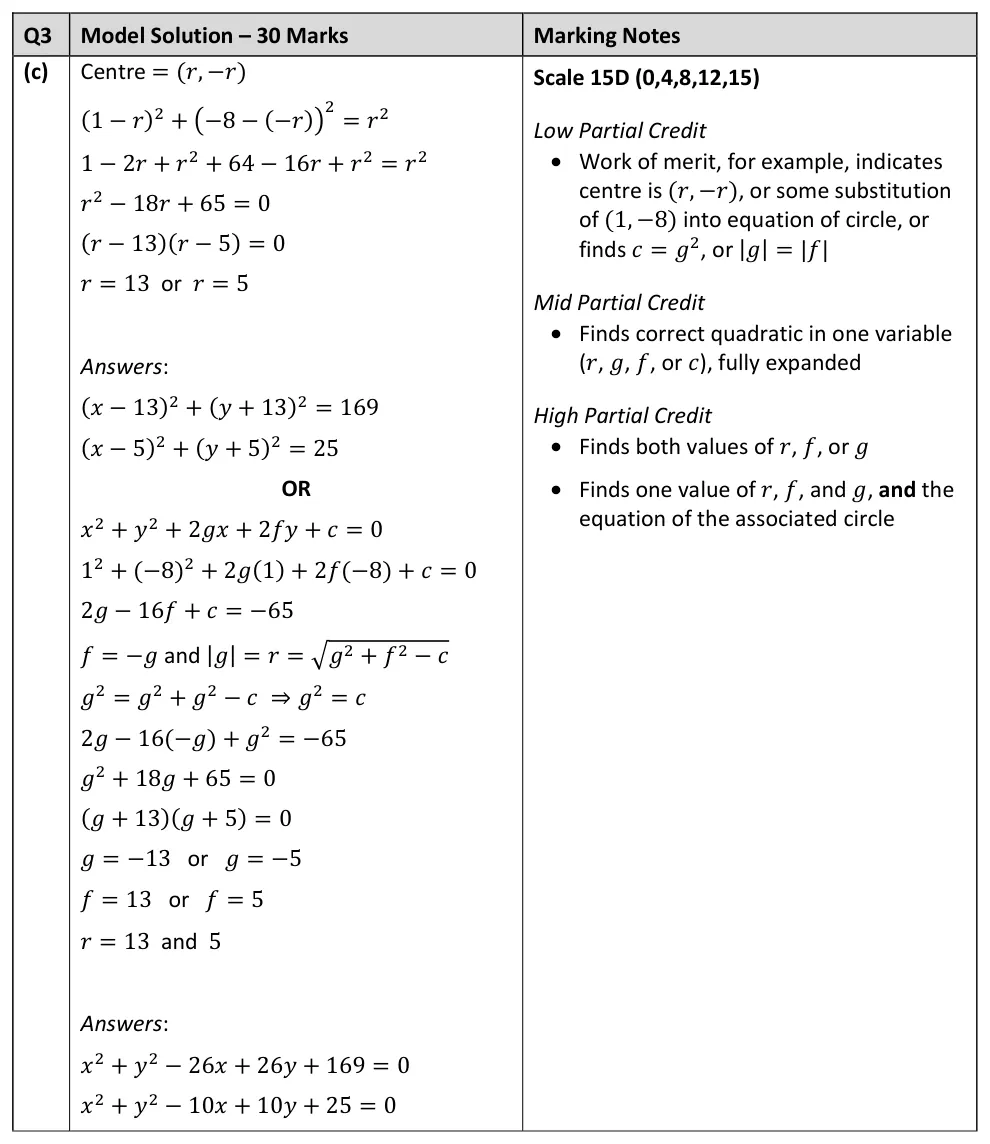 Q3 Model Solution – 30 Marks Marking Notes
(c) Centre = (r, −r)
(1 − r)² + (−8 − (−r))² = r²
1 − 2r + r² + 64 − 16r + r² = r²
r² − 18r + 65 = 0
(r − 13)(r − 5) = 0
r = 13 or r = 5
Answers:
(x − 13)² + (y + 13)² = 169
(x − 5)² + (y + 5)² = 25
OR
x² + y² + 2gx + 2fy + c = 0
1² + (−8)² + 2g(1) + 2f(−8) + c = 0
2g − 16f + c = −65
f = −g and |g| = r = √(g² + f² − c)
g² = g² + g² − c ⇒ g² = c
2g − 16(−g) + g² = −65
g² + 18g + 65 = 0
(g + 13)(g + 5) = 0
g = −13 or g = −5
f = 13 or f = 5
r = 13 and 5
Answers:
x² + y² − 26x + 26y + 169 = 0
x² + y² − 10x + 10y + 25 = 0
Scale 15D (0,4,8,12,15)
Low Partial Credit
• Work of merit, for example, indicates
centre is (r, −r), or some substitution
of (1, −8) into equation of circle, or
finds c = g², or |g| = |f|
Mid Partial Credit
• Finds correct quadratic in one variable
(r, g, f, or c), fully expanded
High Partial Credit
• Finds both values of r, f, or g
• Finds one value of r, f, and g, and the
equation of the associated circle